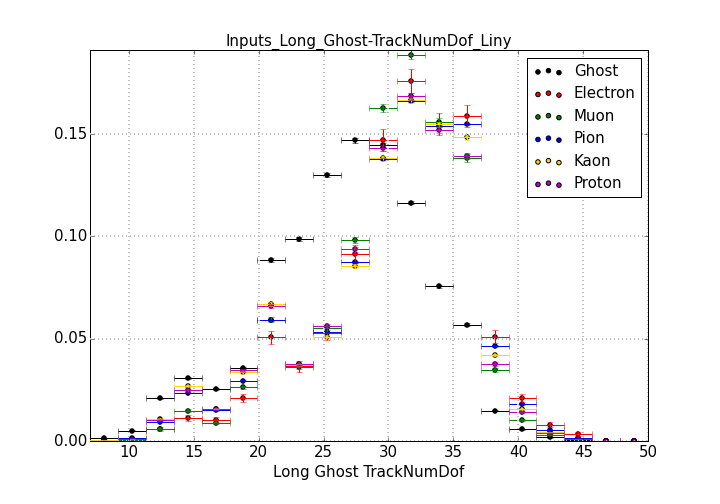 Inputs_Long_Ghost-TrackNumDof_Liny
Ghost
Electron
Muon
Pion
Kaon
Proton
0.15
0.10
0.05
0.00
10 15 20 25 30 35 40 45 50
Long Ghost TrackNumDof